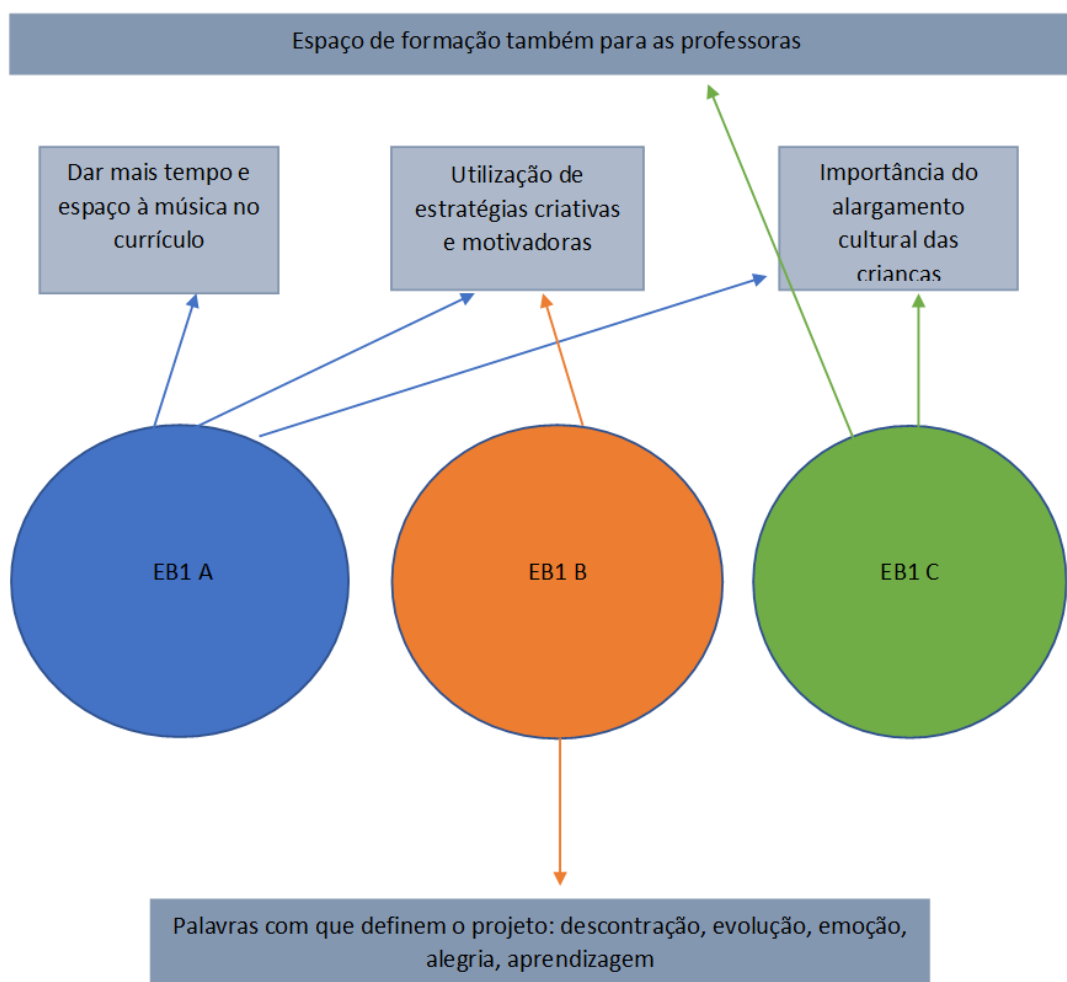 Espaço de formação também para as professoras
Dar mais tempo e
espaço à música no
currículo
Utilização de
estratégias criativas
e motivadoras
Importância do
alargamento
cultural das
crianças
EB1 A
EB1 B
EB1 C
Palavras com que definem o projeto: descontração, evolução, emoção,
alegria, aprendizagem